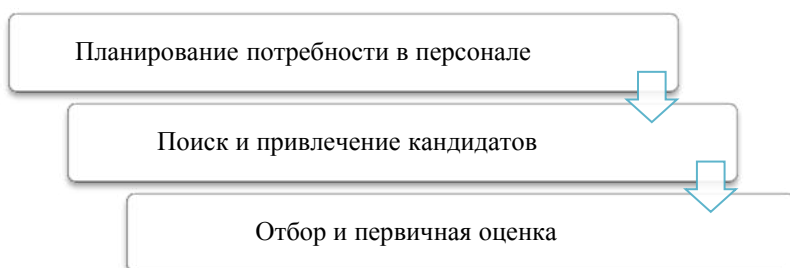 Планирование потребности в персонале
Поиск и привлечение кандидатов
Отбор и первичная оценка